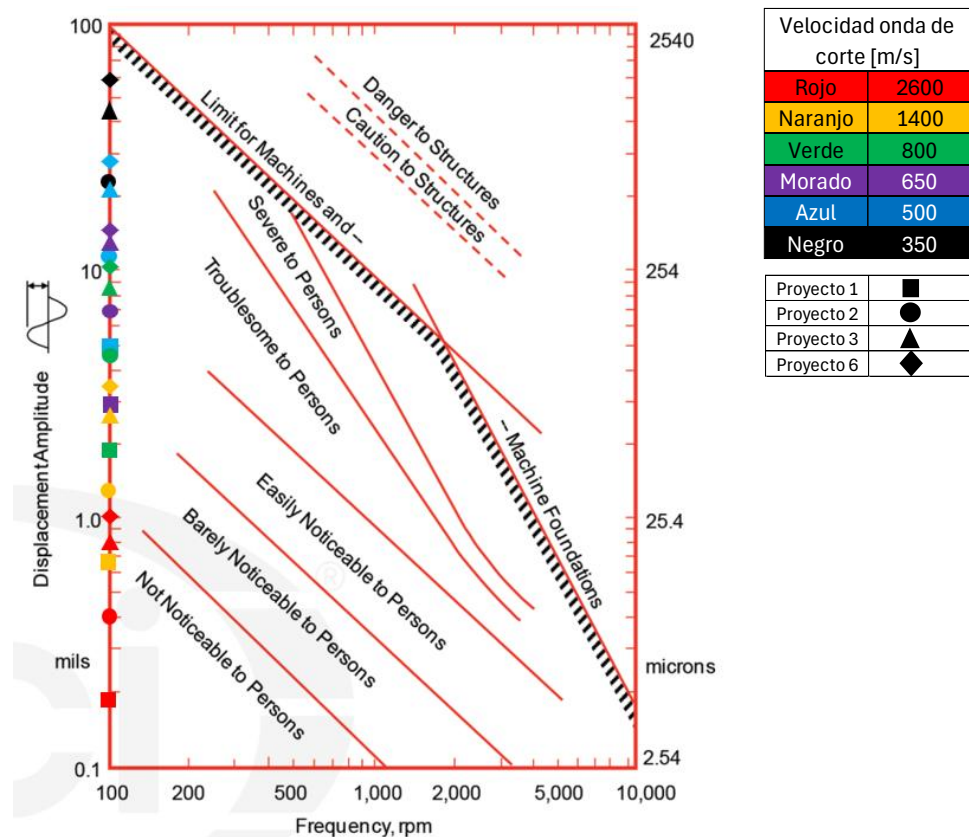 100
10
1.0
0.1
mils
DisplacementAmplitude
2540
254
25.4
2.54
microns
Limit for Machines and –
Danger to Structures
Caution to Structures
Severe to Persons
Troublesome to Persons
– Machine Foundations
Easily Noticeable to Persons
Barely Noticeable to Persons
Not Noticeable to Persons
®
ci
100
200
500
1,000
2,000
5,000
10,000
Frequency, rpm
Velocidad onda de
corte [m/s]
Rojo 2600
Naranjo 1400
Verde 800
Morado 650
Azul 500
Negro 350
Proyecto 1
Proyecto 2
Proyecto 3
Proyecto 6